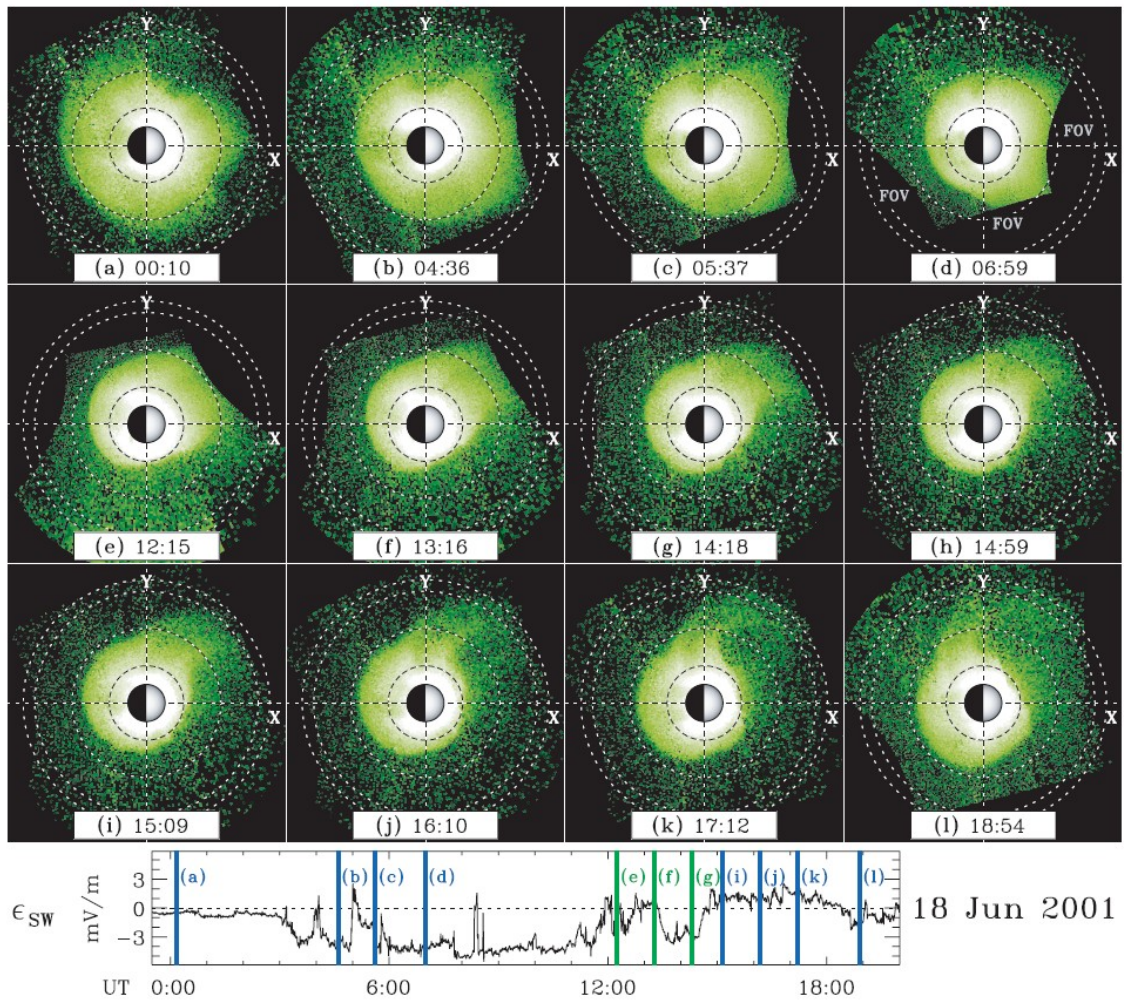 Y Y Y Y
FOV
X X X X
FOV
FOV
(a) 00:10 (b) 04:36 (c) 05:37 (d) 06:59
Y Y Y Y
X X X X
(e) 12:15 (f) 13:16 (g) 14:18 (h) 14:59
Y Y Y Y
X X X X
(i) 15:09 (j) 16:10 (k) 17:12 (l) 18:54
(a) (b) (c) (d) (e) (f) (g) (i) (j) (k) (l)
3
ϵSW mV/m 0 18 Jun 2001
-3
UT 0:00 6:00 12:00 18:00